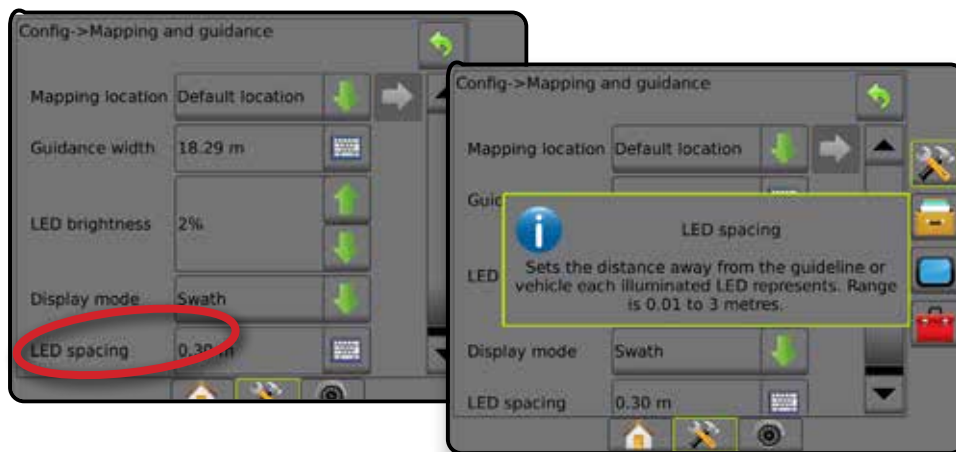 Config->Mapping and guidance
Mapping location Default location
Guidance width 18.29 m
LED brightness 2%
Display mode Swath
LED spacing 0.30 m
Config->Mapping and guidance
Mapping location Default location
LED spacing
LED Sets the distance away from the guideline or
vehicle each illuminated LED represents. Range
is 0.01 to 3 metres.
Display mode Swath
LED spacing 0.30 m